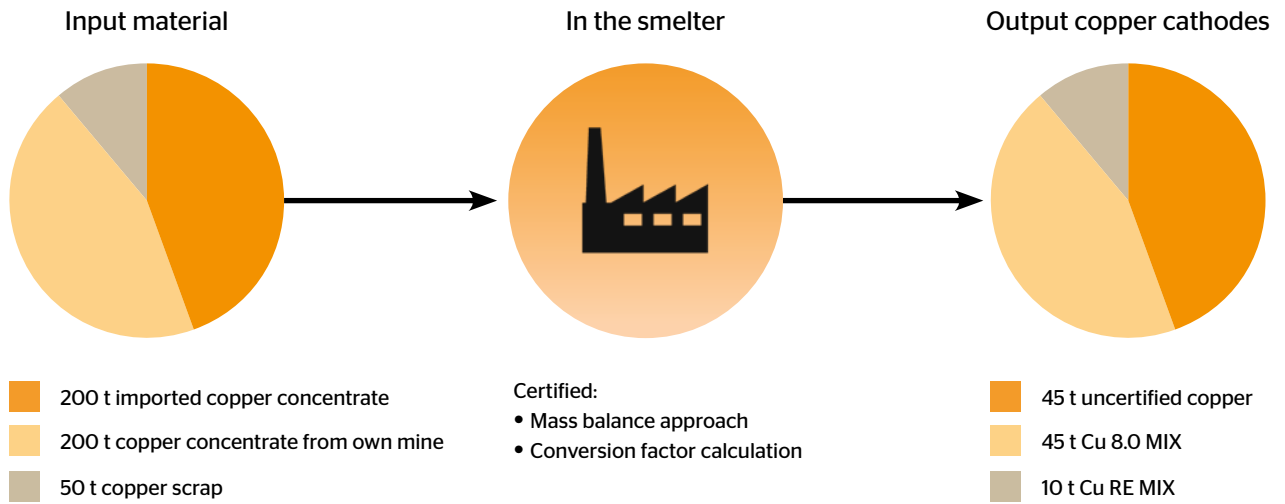 Input material
In the smelter
Output copper cathodes
200 t imported copper concentrate
200 t copper concentrate from own mine
50 t copper scrap
Certified:
• Mass balance approach
• Conversion factor calculation
45 t uncertified copper
45 t Cu 8.0 MIX
10 t Cu RE MIX